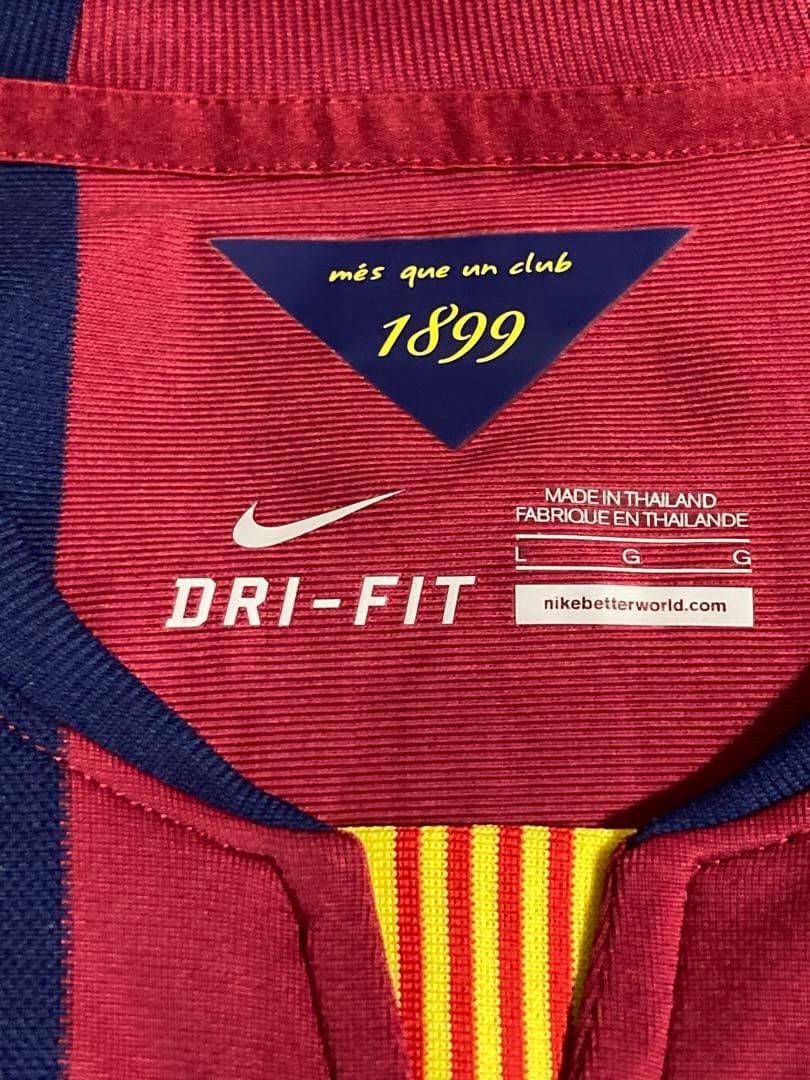 més que un club
1899
MADE IN THAILAND
FABRIQUE EN THAILANDE
L G G
nikebetterworld.com
DRI-FIT